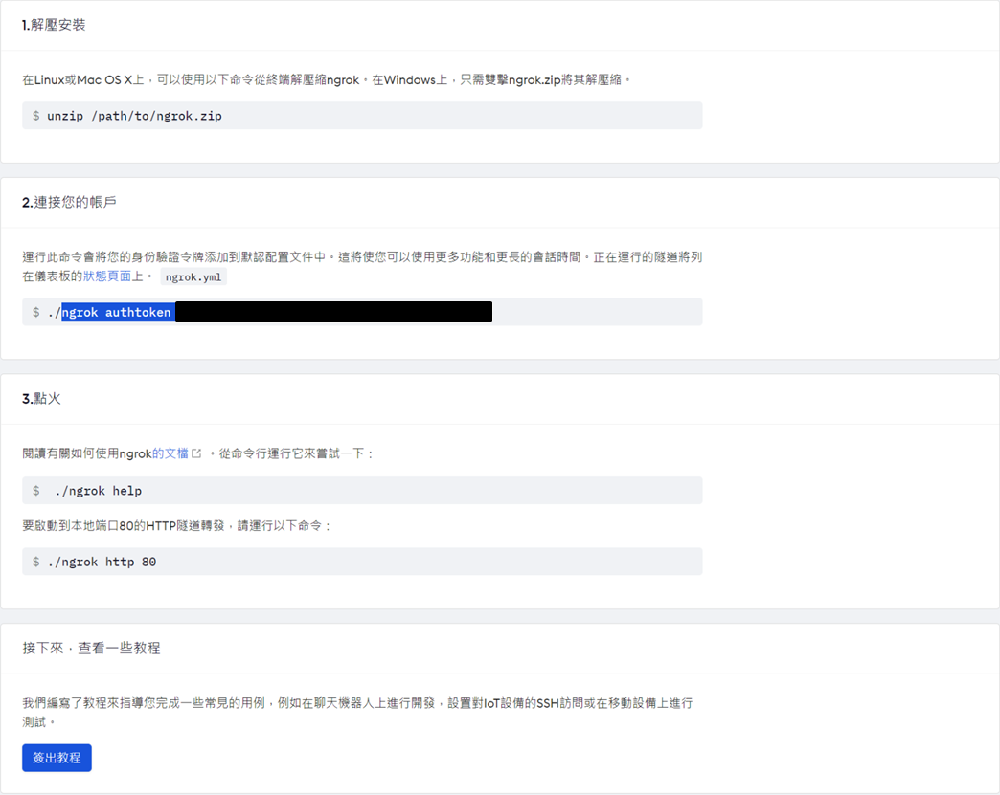 1.解壓安裝
在Linux或Mac OS X上，可以使用以下命令從終端解壓縮ngrok。在Windows上，只需雙擊ngrok.zip將其解壓縮。
$ unzip /path/to/ngrok.zip
2.連接您的帳戶
運行此命令會將您的身份驗證令牌添加到默認配置文件中。這將使您可以使用更多功能和更長的會話時間。正在運行的隧道將列
在儀表板的狀態頁面上。 ngrok.yml
$ ./ngrok authtoken
3.點火
閱讀有關如何使用ngrok的文檔 。從命令行運行它來嘗試一下：
$ ./ngrok help
要啟動到本地端口80的HTTP隧道轉發，請運行以下命令：
$ ./ngrok http 80
接下來，查看一些教程
我們編寫了教程來指導您完成一些常見的用例，例如在聊天機器人上進行開發，設置對IoT設備的SSH訪問或在移動設備上進行
測試。
簽出教程